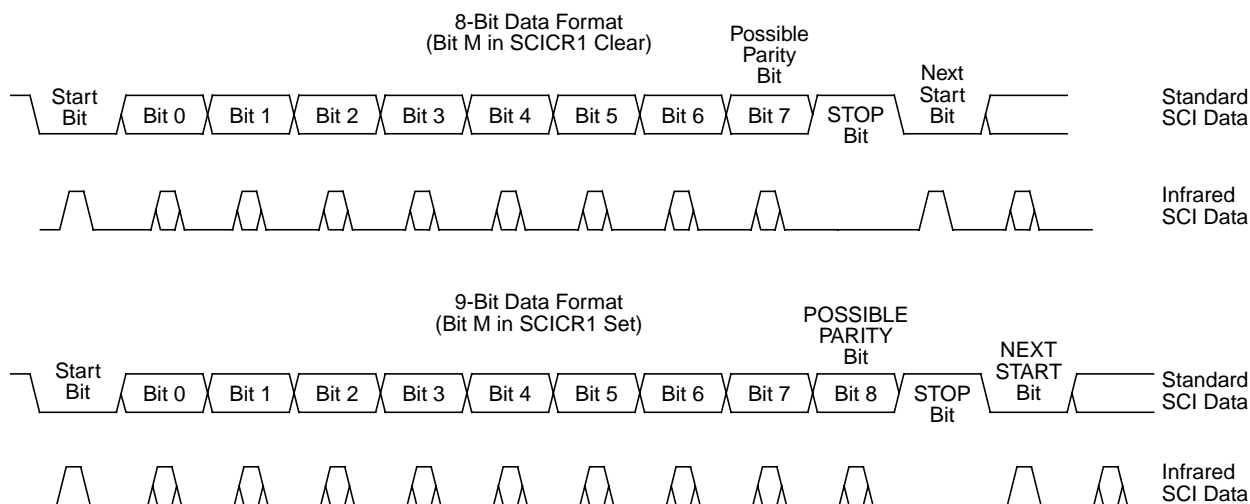 8-Bit Data Format
(Bit M in SCICR1 Clear)
Possible
Parity
Bit
Start
Bit
Bit 0
Bit 1
Bit 2
Bit 3
Bit 4
Bit 5
Bit 6
Bit 7
STOP
Bit
Next
Start
Bit
Standard
SCI Data
Infrared
SCI Data
9-Bit Data Format
(Bit M in SCICR1 Set)
POSSIBLE
PARITY
Bit
Start
Bit
Bit 0
Bit 1
Bit 2
Bit 3
Bit 4
Bit 5
Bit 6
Bit 7
Bit 8
STOP
Bit
NEXT
START
Bit
Standard
SCI Data
Infrared
SCI Data